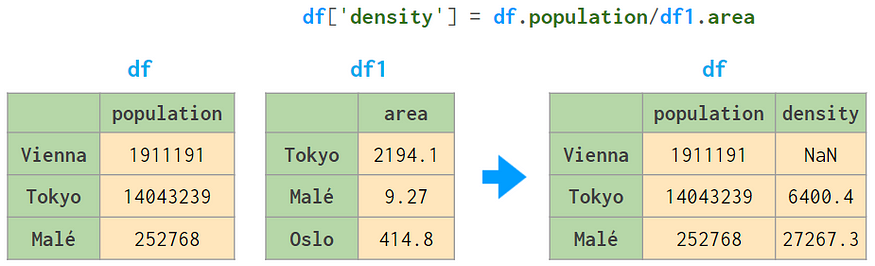 df['density'] = df.population/df1.area
df df1 df
population area population density
Vienna 1911191 Tokyo 2194.1 Vienna 1911191 NaN
Tokyo 14043239 Malé 9.27 Tokyo 14043239 6400.4
Malé 252768 Oslo 414.8 Malé 252768 27267.3